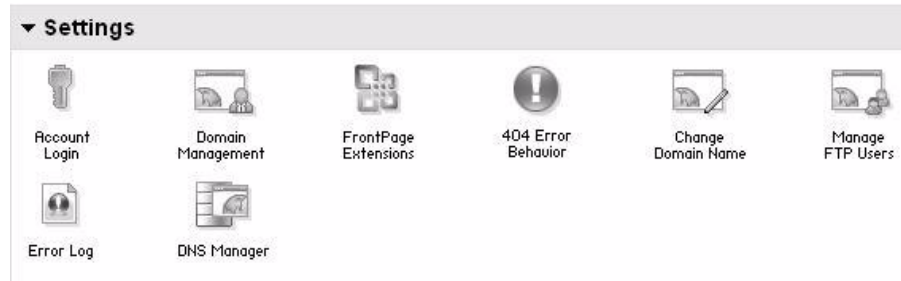 Settings
Account
Login
Domain
Management
FrontPage
Extensions
404 Error
Behavior
Change
Domain Name
Manage
FTP Users
Error Log
DNS Manager